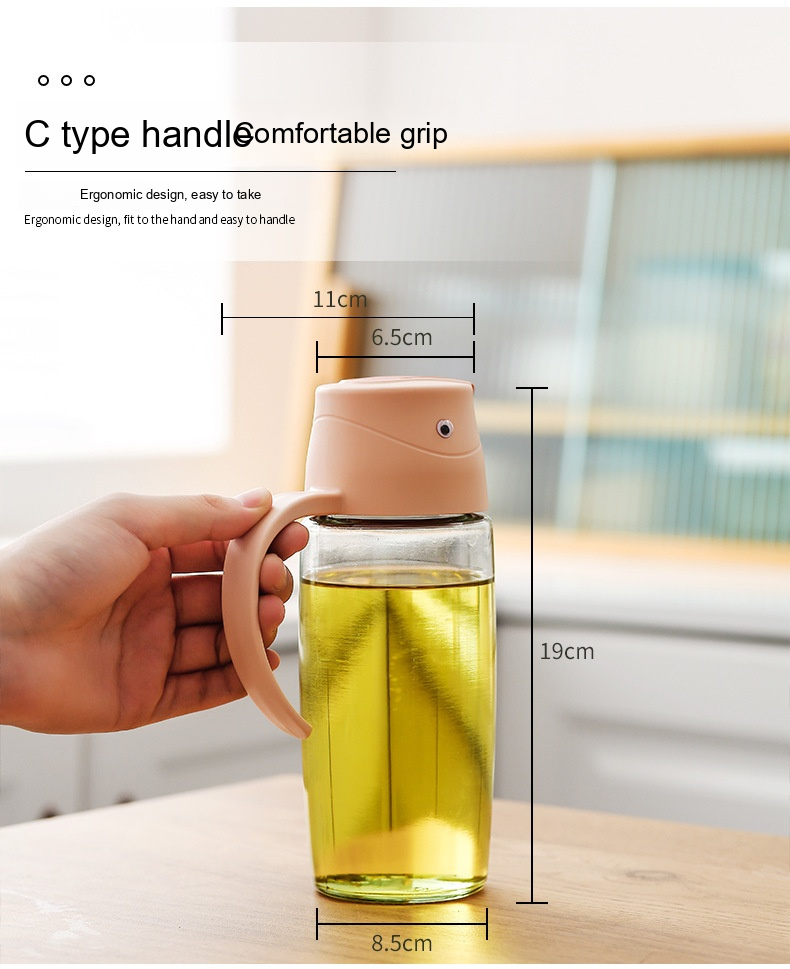 C type handle Comfortable grip
Ergonomic design, easy to take
Ergonomic design, fit to the hand and easy to handle
11cm
6.5cm
19cm
8.5cm